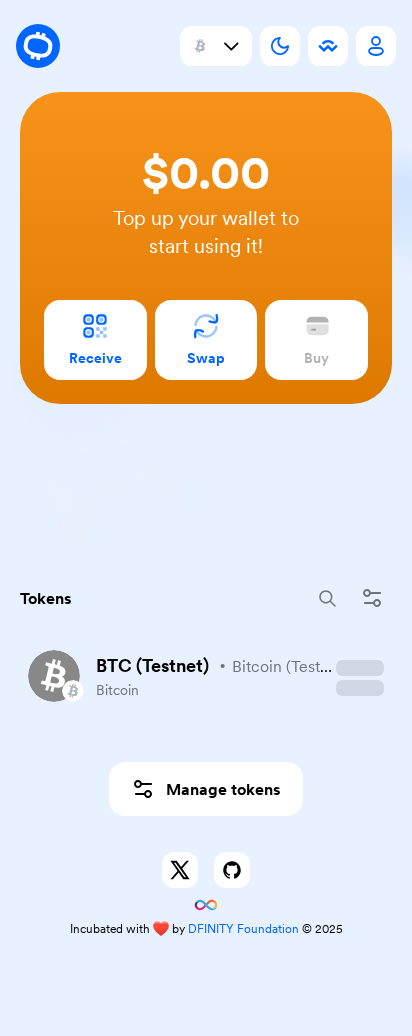 $0.00
Top up your wallet to
start using it!
Receive
Swap
Buy
Tokens
BTC (Testnet) • Bitcoin (Test...
Bitcoin
Manage tokens
Incubated with ❤️ by DFINITY Foundation © 2025